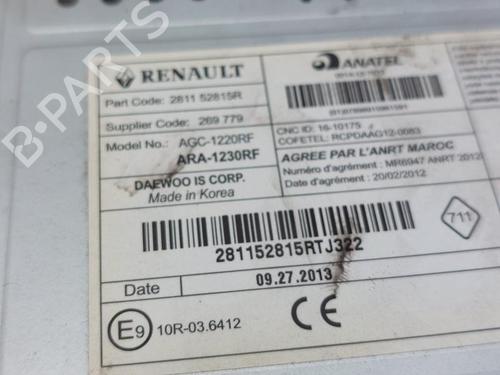 B-PARTS
RENAULT
Part Code: 2811 52815R
Supplier Code: 269 779
Model No.: AGC-1220RF
ARA-1230RF
DAEWOO IS CORP.
Made in Korea
ANATEL
CNC ID: 16-10175
COFETEL: RCPDAAG12-0083
AGREE PAR L'ANRT MAROC
Numéro d'agrément: MR6947 ANRT 2012
Date d'agrément: 20/02/2012
711
281152815RTJ322
Date 09.27.2013
E9 10R-03.6412 CE